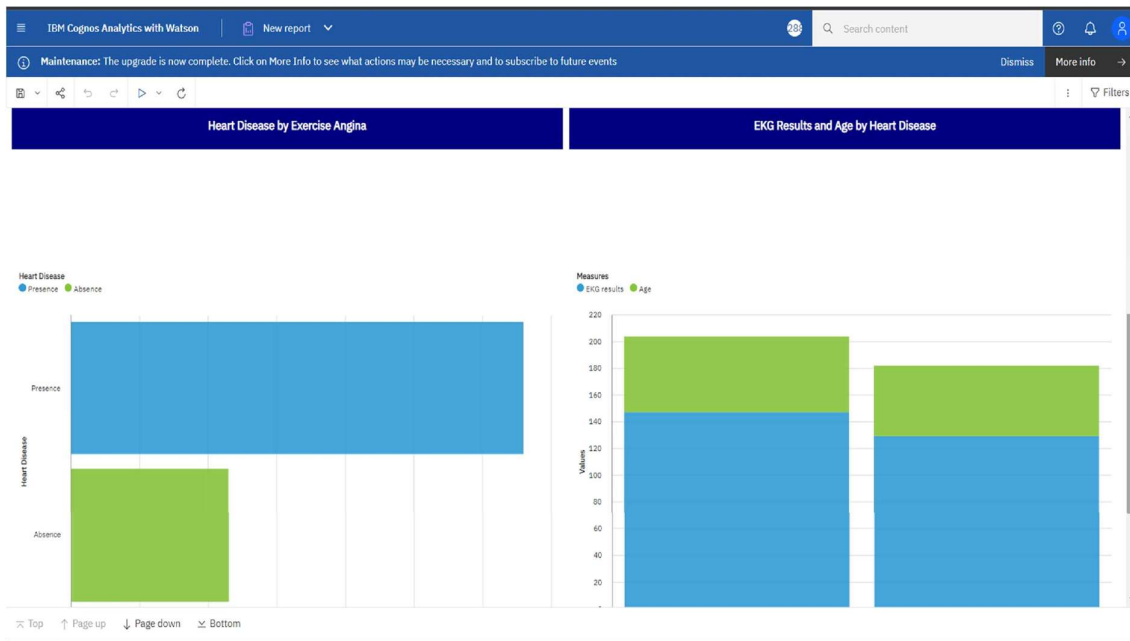 IBM Cognos Analytics with Watson
New report
Search content
Maintenance: The upgrade is now complete. Click on More Info to see what actions may be necessary and to subscribe to future events
Dismiss
More info
Filters
Heart Disease by Exercise Angina
EKG Results and Age by Heart Disease
Heart Disease
Presence
Absence
Presence
Heart Disease
Absence
Measures
EKG results
Age
220
200
180
160
140
120
Values
100
80
60
40
20
Top
Page up
Page down
Bottom